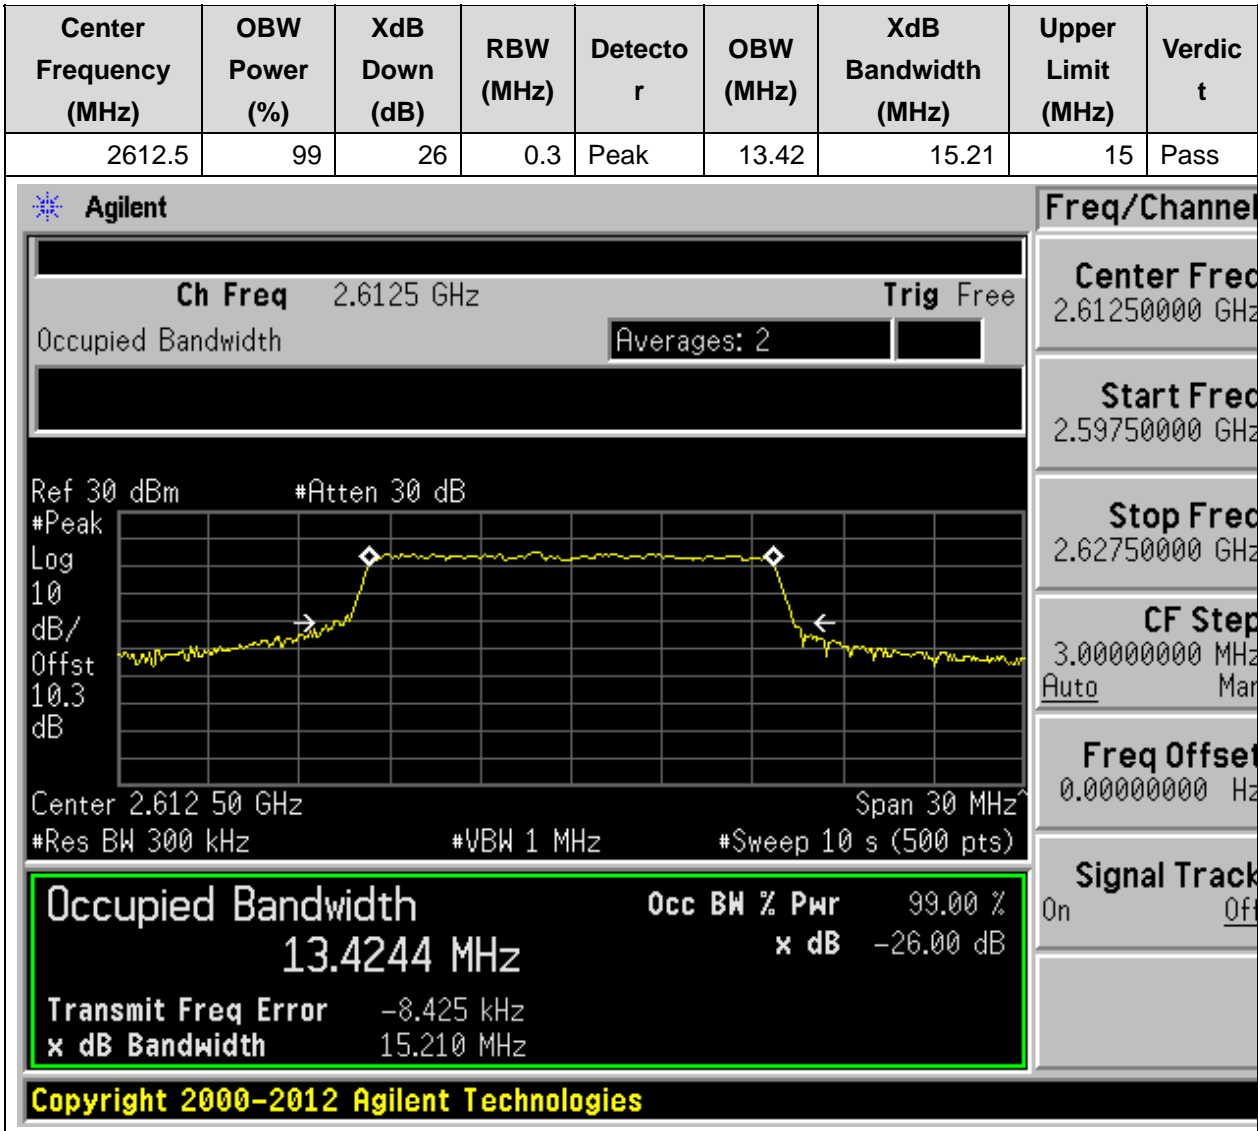 Center Frequency (MHz) OBW Power (%) XdB Down (dB) RBW (MHz) Detecto r OBW (MHz) XdB Bandwidth (MHz) Upper Limit (MHz) Verdic t
2612.5 99 26 0.3 Peak 13.42 15.21 15 Pass
Agilent
Freq/Channel
Ch Freq 2.6125 GHz Trig Free
Occupied Bandwidth Averages: 2
Center Freq
2.61250000 GHz
Start Freq
2.59750000 GHz
Stop Freq
2.62750000 GHz
CF Step
3.00000000 MHz
Auto Man
Freq Offset
0.00000000 Hz
Signal Track
On Off
Ref 30 dBm #Atten 30 dB
#Peak
Log
10
dB/
Offst
10.3
dB
Center 2.612 50 GHz Span 30 MHz^
#Res BW 300 kHz #VBW 1 MHz #Sweep 10 s (500 pts)
Occupied Bandwidth Occ BW % Pwr 99.00 %
13.4244 MHz x dB -26.00 dB
Transmit Freq Error -8.425 kHz
x dB Bandwidth 15.210 MHz
Copyright 2000-2012 Agilent Technologies